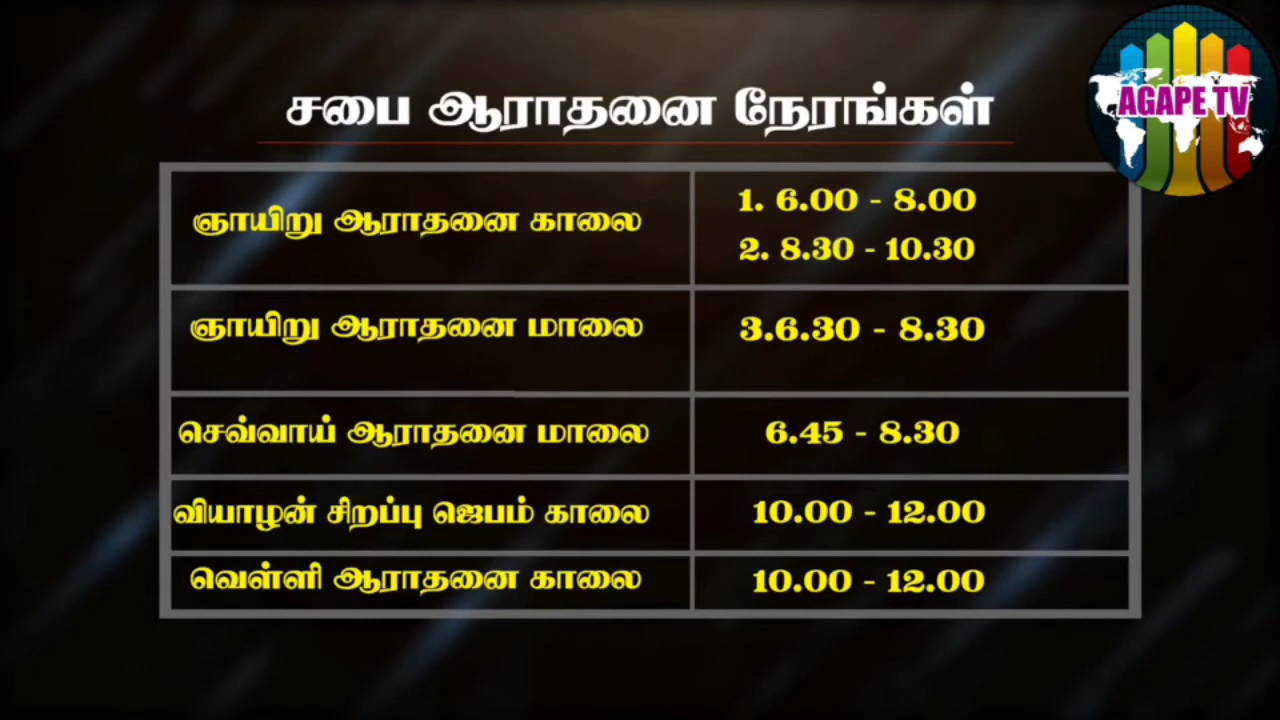 சபை ஆராதனை நேரங்கள்
AGAPE TV
ஞாயிறு ஆராதனை காலை
1. 6.00 - 8.00
2. 8.30 - 10.30
ஞாயிறு ஆராதனை மாலை
3.6.30 - 8.30
செவ்வாய் ஆராதனை மாலை
6.45 - 8.30
வியாழன் சிறப்பு ஜெபம் காலை
10.00 - 12.00
வெள்ளி ஆராதனை காலை
10.00 - 12.00